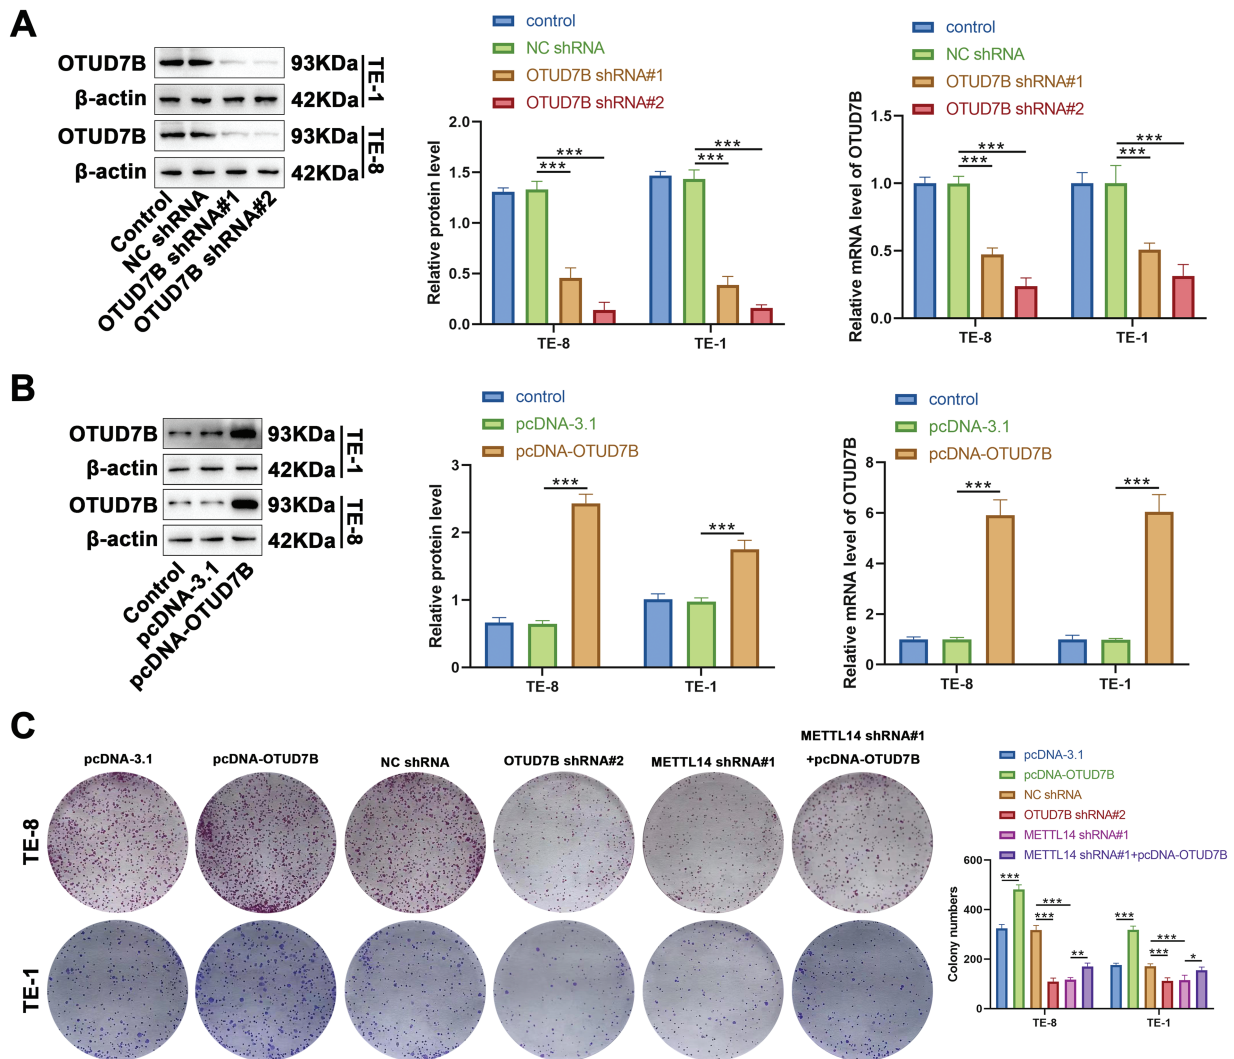 A
OTUD7B 93KDa
β-actin 42KDa
TE-1
OTUD7B 93KDa
β-actin 42KDa
TE-8
Control
NC shRNA
OTUD7B shRNA#1
OTUD7B shRNA#2
control
NC shRNA
OTUD7B shRNA#1
OTUD7B shRNA#2
Relative protein level
2.0
1.5
1.0
0.5
0.0
*** ***
*** ***
TE-8 TE-1
control
NC shRNA
OTUD7B shRNA#1
OTUD7B shRNA#2
Relative mRNA level of OTUD7B
1.5
1.0
0.5
0.0
*** ***
*** ***
TE-8 TE-1
B
OTUD7B 93KDa
β-actin 42KDa
TE-1
OTUD7B 93KDa
β-actin 42KDa
TE-8
Control
pcDNA-3.1
pcDNA-OTUD7B
control
pcDNA-3.1
pcDNA-OTUD7B
Relative protein level
3
2
1
0
*** ***
TE-8 TE-1
control
pcDNA-3.1
pcDNA-OTUD7B
Relative mRNA level of OTUD7B
8
6
4
2
0
*** ***
TE-8 TE-1
C
pcDNA-3.1 pcDNA-OTUD7B NC shRNA OTUD7B shRNA#2 METTL14 shRNA#1 METTL14 shRNA#1
+pcDNA-OTUD7B
TE-8
TE-1
pcDNA-3.1
pcDNA-OTUD7B
NC shRNA
OTUD7B shRNA#2
METTL14 shRNA#1
METTL14 shRNA#1+pcDNA-OTUD7B
Colony numbers
600
400
200
0
*** *** *** ** *** *** *** *
TE-8 TE-1